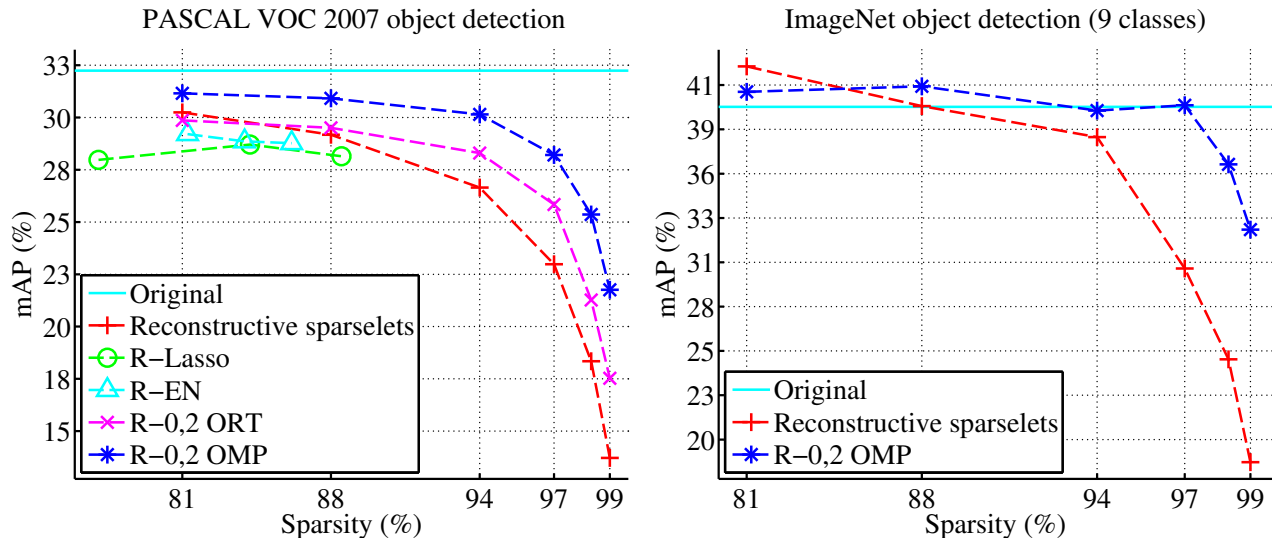 PASCAL VOC 2007 object detection
mAP (%)
33
30
28
25
23
20
18
15
Original
Reconstructive sparselets
R−Lasso
R−EN
R−0,2 ORT
R−0,2 OMP
81 88 94 97 99
Sparsity (%)
ImageNet object detection (9 classes)
mAP (%)
41
39
36
33
31
28
25
23
20
Original
Reconstructive sparselets
R−0,2 OMP
81 88 94 97 99
Sparsity (%)